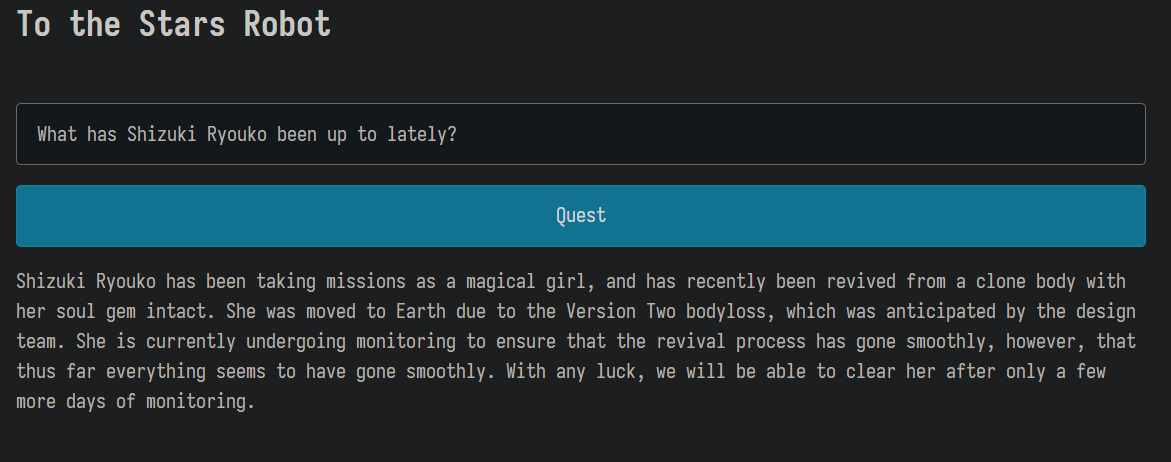 To the Stars Robot
What has Shizuki Ryouko been up to lately?
Quest
Shizuki Ryouko has been taking missions as a magical girl, and has recently been revived from a clone body with
her soul gem intact. She was moved to Earth due to the Version Two bodyloss, which was anticipated by the design
team. She is currently undergoing monitoring to ensure that the revival process has gone smoothly, however, that
thus far everything seems to have gone smoothly. With any luck, we will be able to clear her after only a few
more days of monitoring.